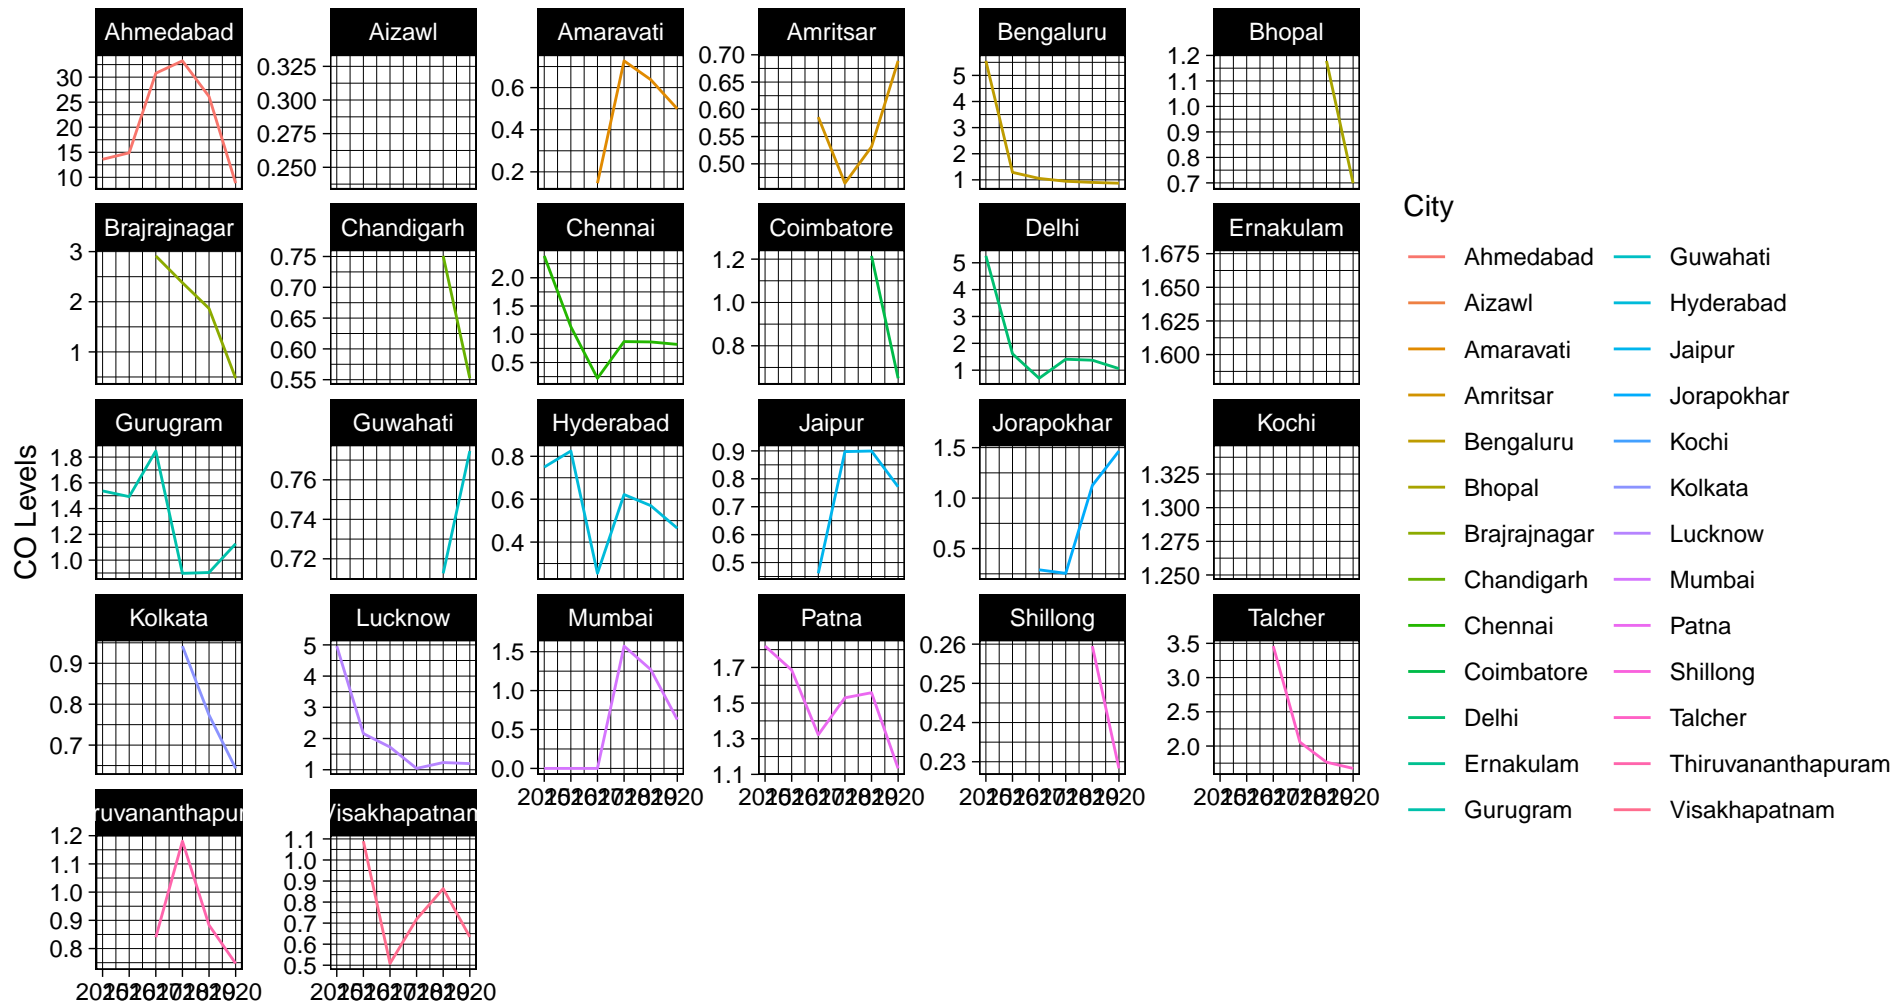 Ahmedabad
Aizawl
Amaravati
Amritsar
Bengaluru
Bhopal
30
25
20
15
10
0.325
0.300
0.275
0.250
0.6
0.4
0.2
0.70
0.65
0.60
0.55
0.50
5
4
3
2
1
1.2
1.1
1.0
0.9
0.8
0.7
Brajrajnagar
Chandigarh
Chennai
Coimbatore
Delhi
Ernakulam
3
2
1
0.75
0.70
0.65
0.60
0.55
2.0
1.5
1.0
0.5
1.2
1.0
0.8
5
4
3
2
1
1.675
1.650
1.625
1.600
Gurugram
Guwahati
Hyderabad
Jaipur
Jorapokhar
Kochi
1.8
1.6
1.4
1.2
1.0
0.76
0.74
0.72
0.8
0.6
0.4
0.9
0.8
0.7
0.6
0.5
1.5
1.0
0.5
1.325
1.300
1.275
1.250
Kolkata
Lucknow
Mumbai
Patna
Shillong
Talcher
0.9
0.8
0.7
5
4
3
2
1
1.5
1.0
0.5
0.0
1.7
1.5
1.3
1.1
0.26
0.25
0.24
0.23
3.5
3.0
2.5
2.0
201520162017201820192020
201520162017201820192020
201520162017201820192020
201520162017201820192020
ruvananthapur
Visakhapatnam
1.2
1.1
1.0
0.9
0.8
1.1
1.0
0.9
0.8
0.7
0.6
0.5
201520162017201820192020
201520162017201820192020
CO Levels
City
Ahmedabad
Aizawl
Amaravati
Amritsar
Bengaluru
Bhopal
Brajrajnagar
Chandigarh
Chennai
Coimbatore
Delhi
Ernakulam
Gurugram
Guwahati
Hyderabad
Jaipur
Jorapokhar
Kochi
Kolkata
Lucknow
Mumbai
Patna
Shillong
Talcher
Thiruvananthapuram
Visakhapatnam